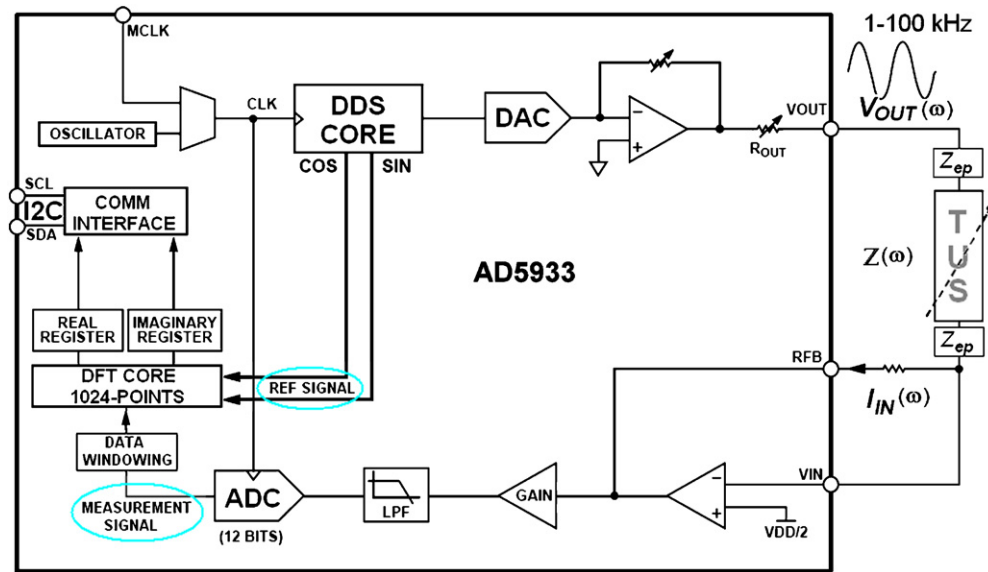 MCLK
1-100 kHz
OSCILLATOR
CLK
DDS
CORE
COS
SIN
DAC
−
+
ROUT
VOUT
VOUT(ω)
Zep
SCL
I2C
SDA
COMM
INTERFACE
AD5933
Z(ω)
TUS
REAL
REGISTER
IMAGINARY
REGISTER
Zep
RFB
DFT CORE
1024-POINTS
REF SIGNAL
IIN(ω)
DATA
WINDOWING
MEASUREMENT
SIGNAL
ADC
(12 BITS)
LPF
GAIN
−
+
VIN
VDD/2